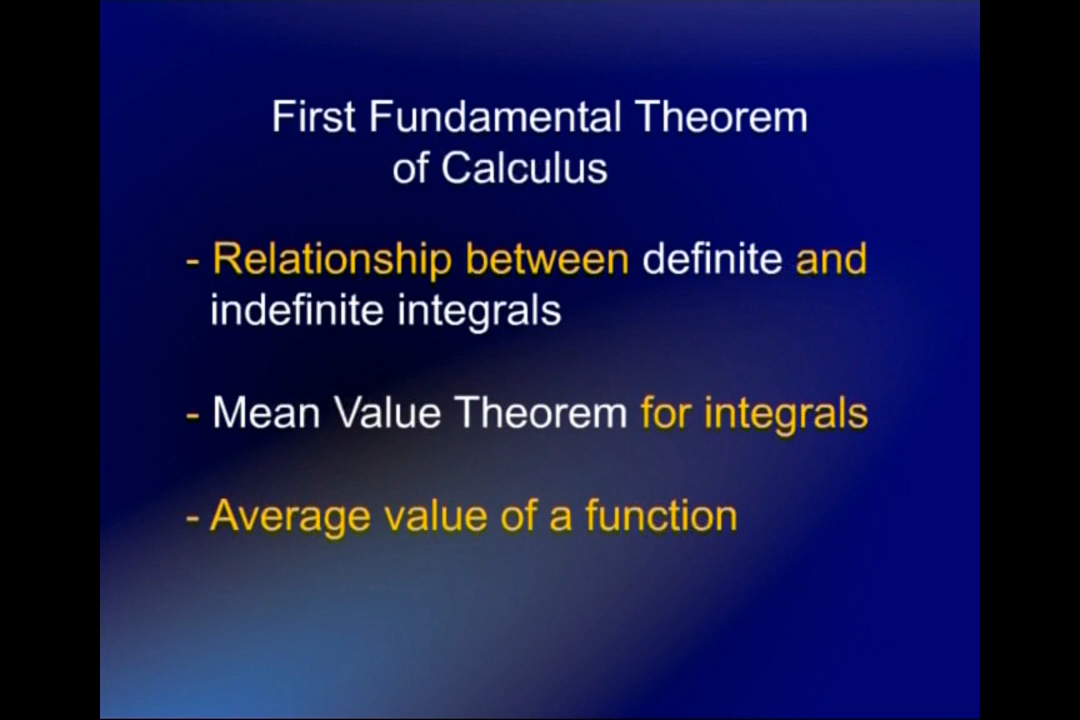 First Fundamental Theorem
of Calculus
- Relationship between definite and
indefinite integrals
- Mean Value Theorem for integrals
- Average value of a function